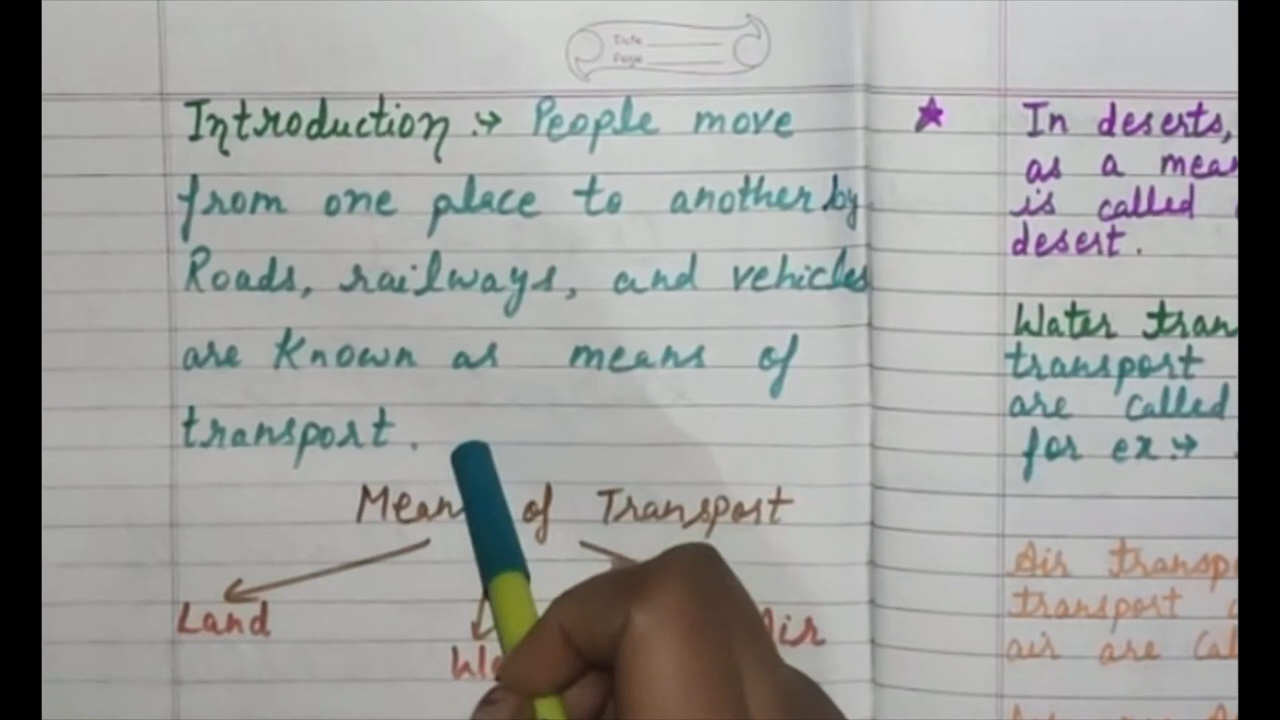 Date
Page
Introduction :→ People move
from one place to another by
Roads, railways, and vehicles
are Known as means of
transport.
of Transport
Land
Air
★ In deserts,
as a
is called
desert.
Water
transport
are called
for ex :→
Air
transport
air are